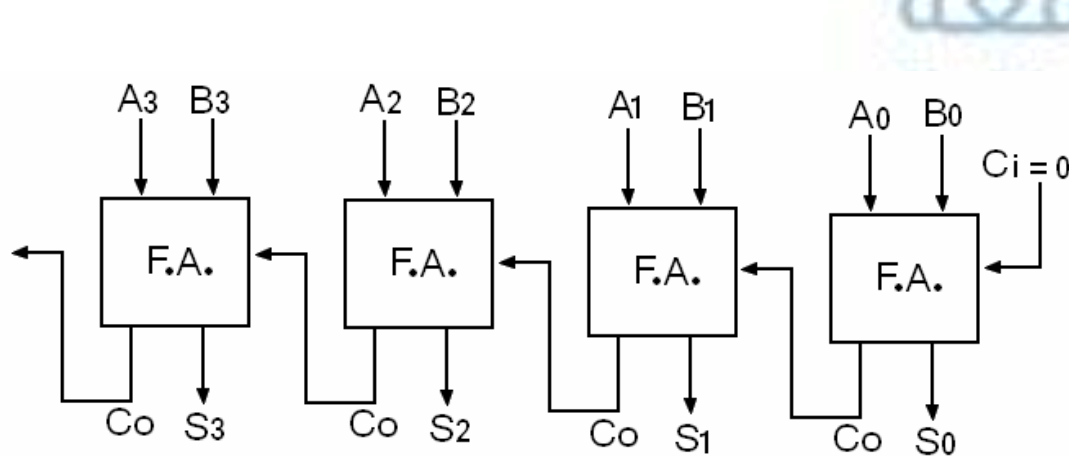 A3 B3 A2 B2 A1 B1 A0 B0
Ci = 0
F.A. F.A. F.A. F.A.
Co S3 Co S2 Co S1 Co S0